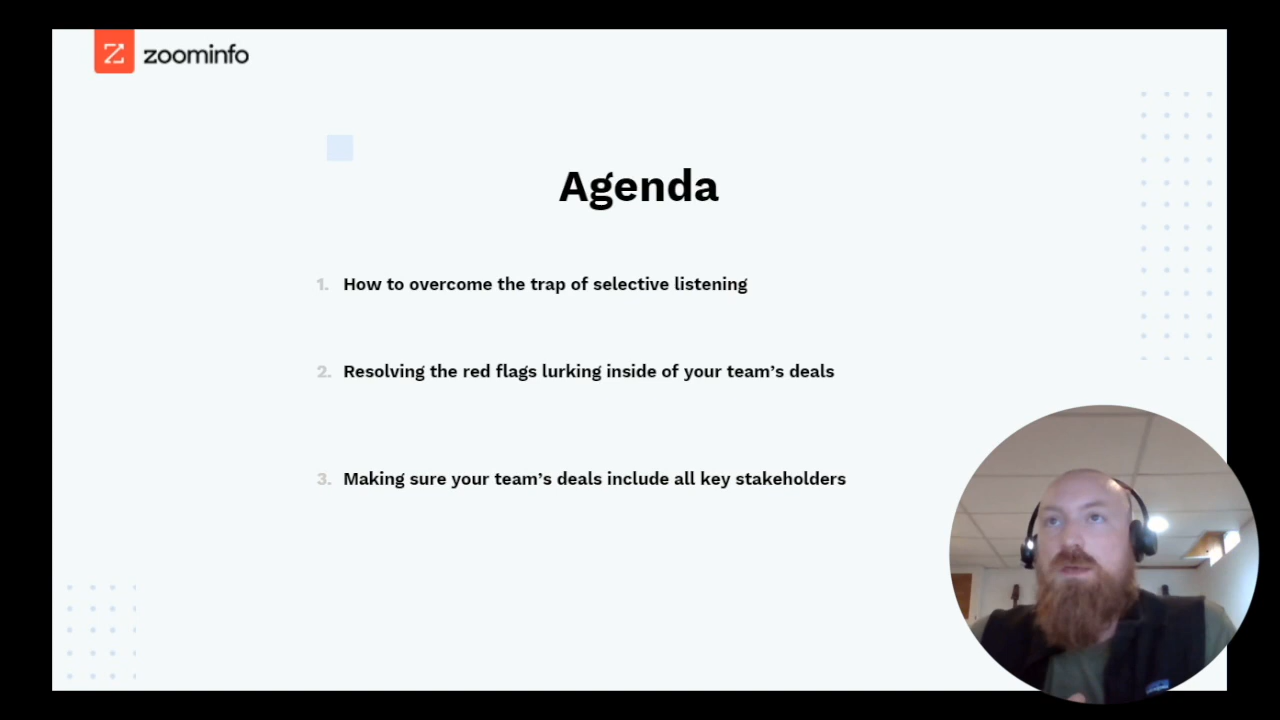 zoominfo
Agenda
1. How to overcome the trap of selective listening
2. Resolving the red flags lurking inside of your team's deals
3. Making sure your team's deals include all key stakeholders